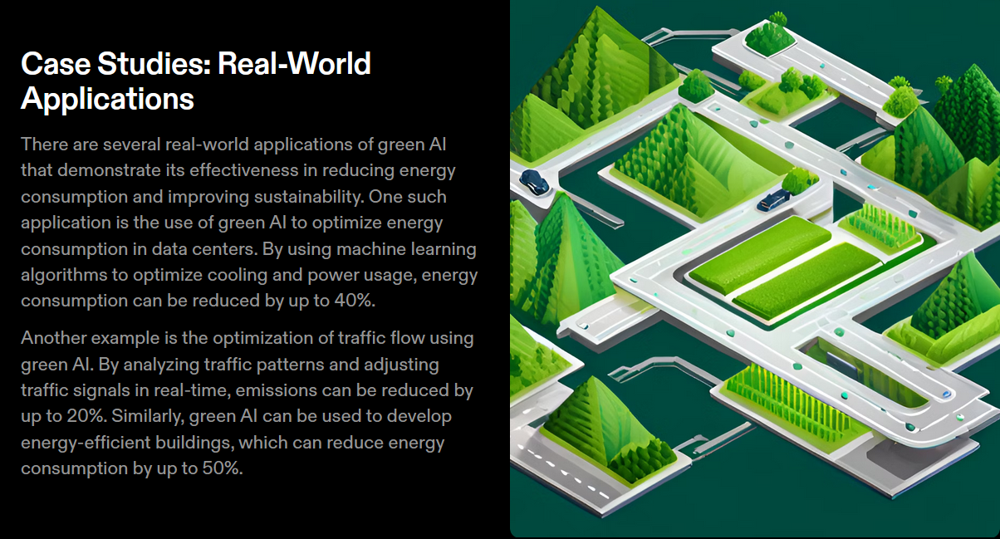 Case Studies: Real-World
Applications
There are several real-world applications of green AI
that demonstrate its effectiveness in reducing energy
consumption and improving sustainability. One such
application is the use of green AI to optimize energy
consumption in data centers. By using machine learning
algorithms to optimize cooling and power usage, energy
consumption can be reduced by up to 40%.
Another example is the optimization of traffic flow using
green AI. By analyzing traffic patterns and adjusting
traffic signals in real-time, emissions can be reduced by
up to 20%. Similarly, green AI can be used to develop
energy-efficient buildings, which can reduce energy
consumption by up to 50%.